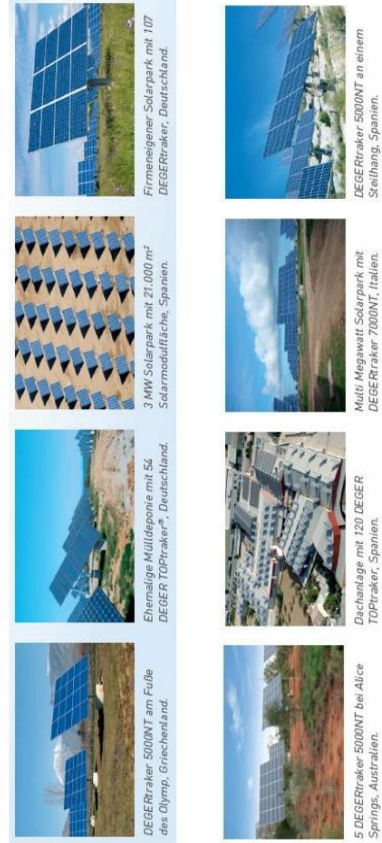 DEGERtraker 5000NT am Fuße
des Olymp, Griechenland.
Ehemalige Mülldeponie mit 54
DEGER TOPtraker®, Deutschland.
3 MW Solarpark mit 21.000 m²
Solarmodulfläche, Spanien.
Firmeneigener Solarpark mit 107
DEGERtraker, Deutschland.
5 DEGERtraker 5000NT bei Alice
Springs, Australien.
Dachanlage mit 120 DEGER
TOPtraker, Spanien.
Multi Megawatt Solarpark mit
DEGERtraker 7000NT, Italien.
DEGERtraker 5000NT an einem
Steilhang, Spanien.